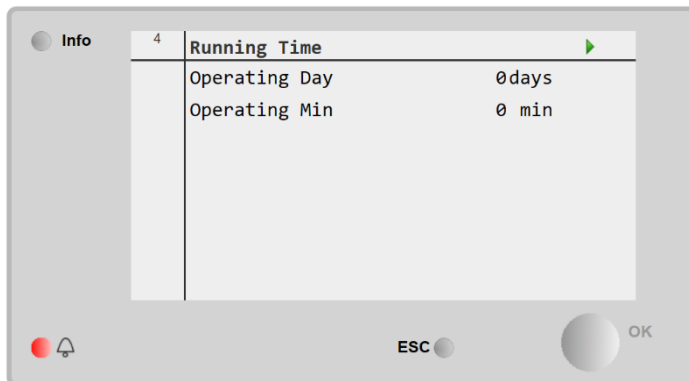 Info
4
Running Time
Operating Day 0days
Operating Min 0 min
ESC
OK